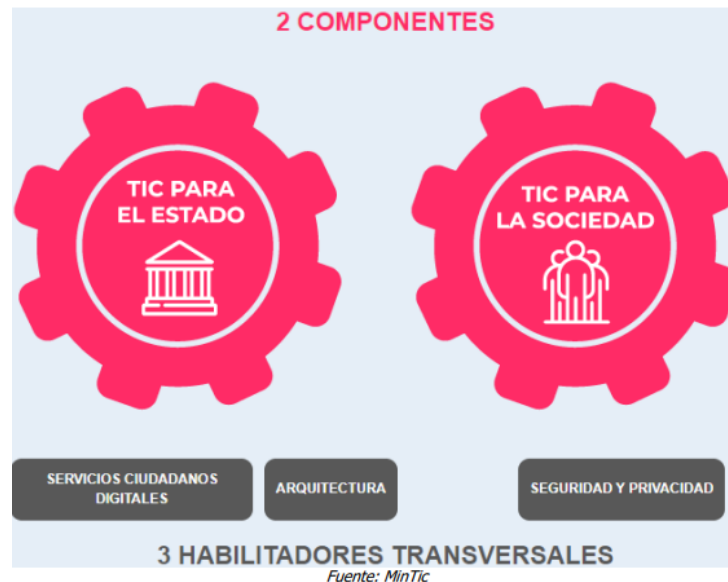 2 COMPONENTES
TIC PARA
EL ESTADO
TIC PARA
LA SOCIEDAD
SERVICIOS CIUDADANOS
DIGITALES
ARQUITECTURA
SEGURIDAD Y PRIVACIDAD
3 HABILITADORES TRANSVERSALES
Fuente: MinTic